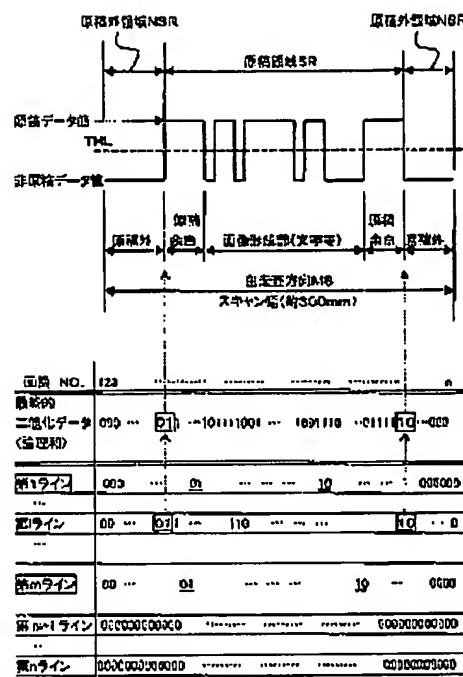 原稿外領域NSR 原稿領域SR 原稿外領域NSR
原稿データ値
THL
非原稿データ値
原稿外 原稿余白 画像形成部(文字等) 原稿余白 原稿外
主走査方向MS
スキャン幅(約300mm)
画素 NO. 123 n
最終的 二値化データ (論理和) 000 … 01 …10111001 … 1001110 …01111 10 …000
第1ライン 000 … 01 10 … 000000
…
第lライン 00 … 01 … 110 … 10 … 0
…
第mライン 00 … 01 … 10 … 0000
第m+1ライン 000000000000 000000000000
…
第nライン